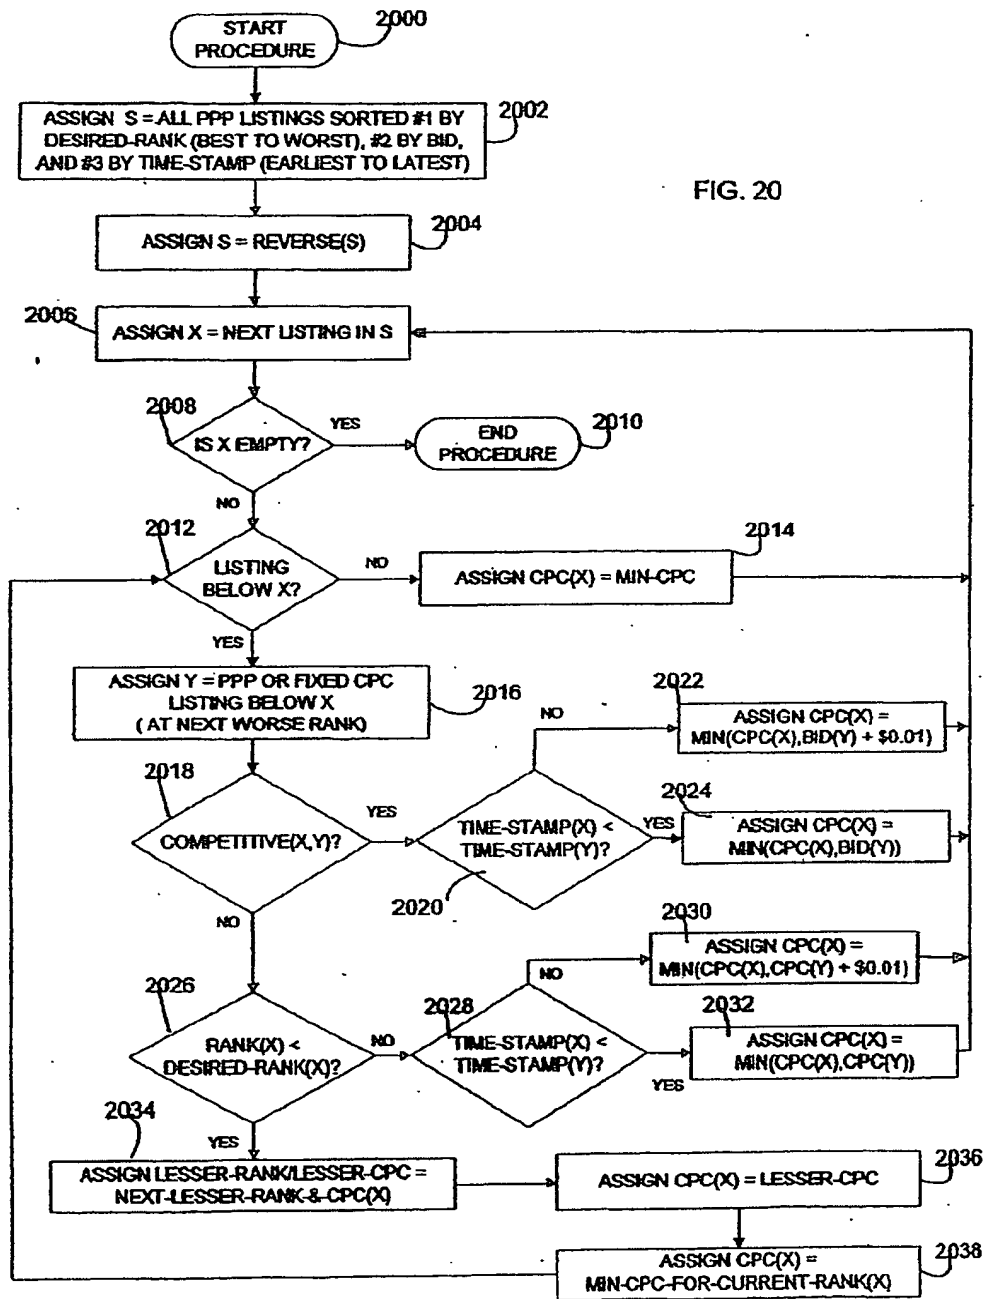 START
PROCEDURE
2000
ASSIGN S = ALL PPP LISTINGS SORTED #1 BY
DESIRED-RANK (BEST TO WORST), #2 BY BID,
AND #3 BY TIME-STAMP (EARLIEST TO LATEST)
2002
FIG. 20
ASSIGN S = REVERSE(S)
2004
2006
ASSIGN X = NEXT LISTING IN S
2008
IS X EMPTY?
YES
END
PROCEDURE
2010
NO
2012
LISTING
BELOW X?
NO
ASSIGN CPC(X) = MIN-CPC
2014
YES
ASSIGN Y = PPP OR FIXED CPC
LISTING BELOW X
( AT NEXT WORSE RANK)
2016
2018
COMPETITIVE(X,Y)?
YES
TIME-STAMP(X) <
TIME-STAMP(Y)?
2020
NO
2022
ASSIGN CPC(X) =
MIN(CPC(X),BID(Y) + $0.01)
YES
2024
ASSIGN CPC(X) =
MIN(CPC(X),BID(Y))
NO
2026
RANK(X) <
DESIRED-RANK(X)?
NO
2028
TIME-STAMP(X) <
TIME-STAMP(Y)?
NO
2030
ASSIGN CPC(X) =
MIN(CPC(X),CPC(Y) + $0.01)
YES
2032
ASSIGN CPC(X) =
MIN(CPC(X),CPC(Y))
YES
2034
ASSIGN LESSER-RANK/LESSER-CPC =
NEXT-LESSER-RANK-&-CPC(X)
ASSIGN CPC(X) = LESSER-CPC
2036
ASSIGN CPC(X) =
MIN-CPC-FOR-CURRENT-RANK(X)
2038